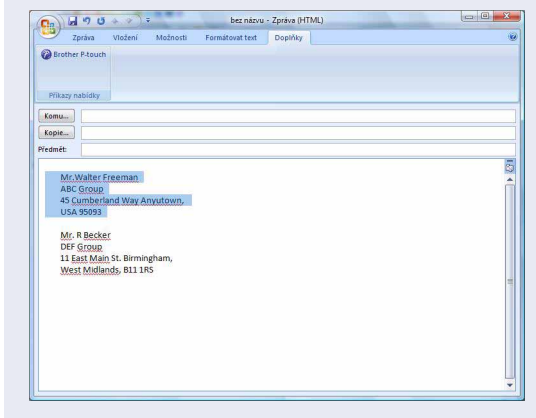 bez názvu - Zpráva (HTML)
Zpráva Vložení Možnosti Formátovat text Doplňky
Brother P-touch
Příkazy nabídky
Komu...
Kopie...
Předmět:
Mr.Walter Freeman
ABC Group
45 Cumberland Way Anyutown,
USA 95093
Mr. R Becker
DEF Group
11 East Main St. Birmingham,
West Midlands, B11 1RS